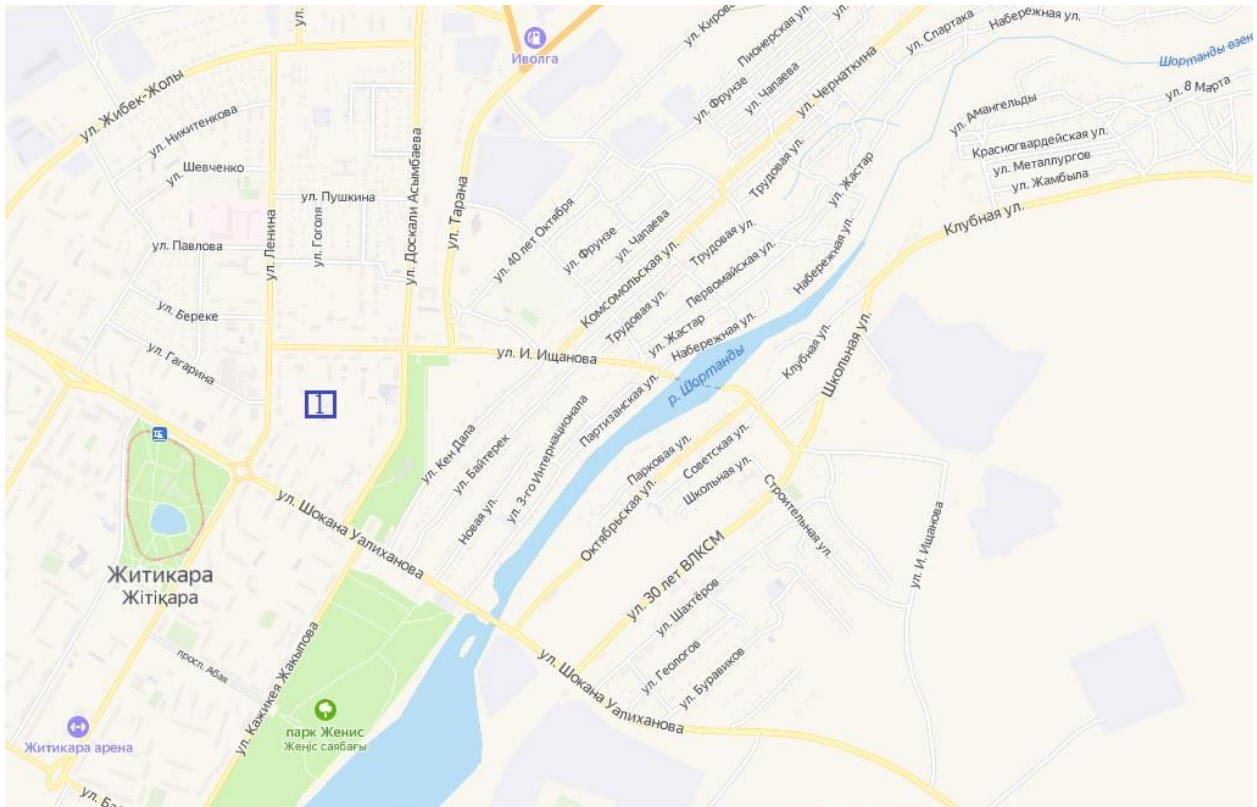 ул. Кирова
Пионерская ул.
ул. Спартака
Набережная ул.
Иволга
ул. Фрунзе
ул. Чапаева
ул. Чернаткина
Шортанды өзен
ул. Жибек-Жолы
ул. Никитенкова
ул. Амангельды
ул. 8 Марта
Красногвардейская ул.
ул. Металлургов
ул. Жамбыла
Шевченко
ул.
ул. Доскали Асымбаева
ул. Тарана
Трудовая ул.
ул. Жастар
ул. Пушкина
ул. Гоголя
ул. Ленина
ул. 40 лет Октября
ул. Фрунзе
ул. Чапаева
Клубная ул.
ул. Павлова
Комсомольская ул.
Трудовая ул.
Первомайская ул.
Набережная ул.
ул. Береке
Трудовая ул.
ул. Жастар
Набережная ул.
ул. Гагарина
ул. И. Ищанова
р. Шортанды
Клубная ул.
Школьная ул.
1
Партизанская ул.
ул. Кен Дала
ул. Байтерек
ул. 3-го Интернационала
Новая ул.
Парковая ул.
Советская ул.
Школьная ул.
Октябрьская ул.
Строительная ул.
ул. И. Ищанова
ул. Шокана Уалиханова
Житикара
Жітіқара
ул. 30 лет ВЛКСМ
ул. Шахтёров
ул. Геологов
ул. Буравиков
ул. Шокана Уалиханова
просп. Абая
ул. Кажикея Жакыпова
парк Женис
Жеңіс саябағы
Житикара арена
ул. Ба